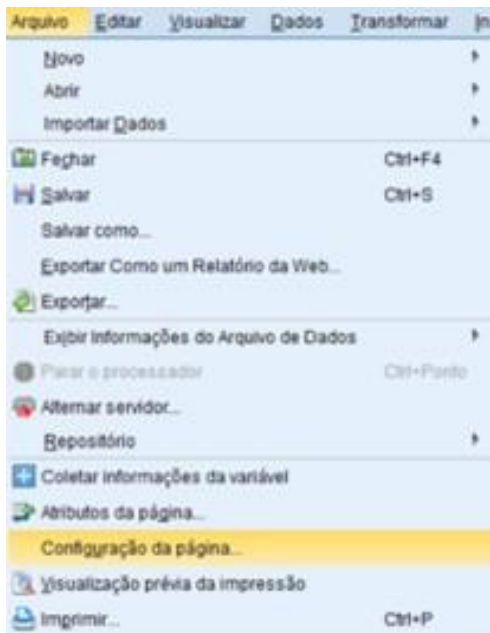 Arquivo Editar Visualizar Dados Transformar In
Novo
Abrir
Importar Dados
Fechar Ctrl+F4
Salvar Ctrl+S
Salvar como...
Exportar Como um Relatório da Web...
Exportar...
Exibir Informações do Arquivo de Dados
Parar o processador Ctrl+Ponto
Alternar servidor...
Repositório
Coletar informações da variável
Atributos da página...
Configuração da página...
Visualização prévia da impressão
Imprimir... Ctrl+P